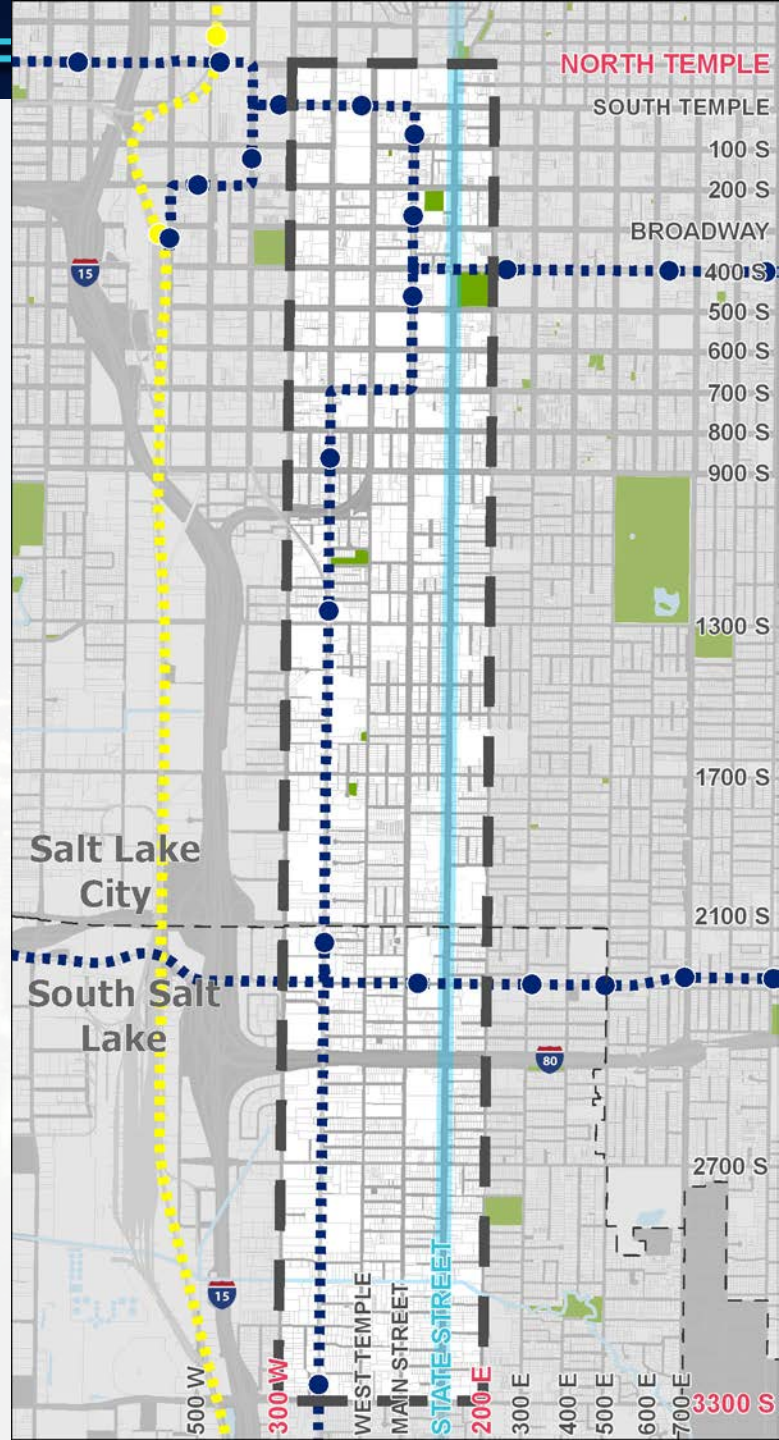 NORTH TEMPLE
SOUTH TEMPLE
100 S
200 S
BROADWAY
15
400 S
500 S
600 S
700 S
800 S
900 S
1300 S
1700 S
Salt Lake
City
2100 S
South Salt
Lake
80
2700 S
15
500 W
300 W
WEST TEMPLE
MAIN STREET
STATE STREET
200 E
300 E
400 E
500 E
600 E
700 E
3300 S